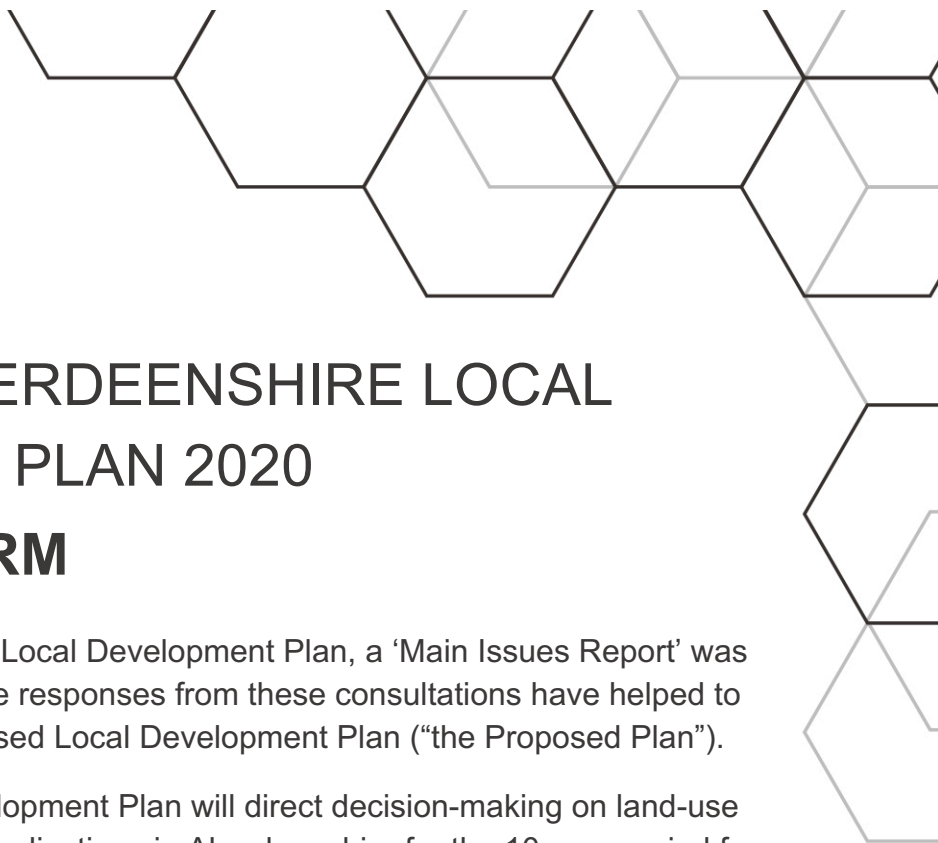 ERDEENSHIRE LOCAL
PLAN 2020
RM
Local Development Plan, a ‘Main Issues Report’ was
e responses from these consultations have helped to
sed Local Development Plan (“the Proposed Plan”).
lopment Plan will direct decision-making on land-use